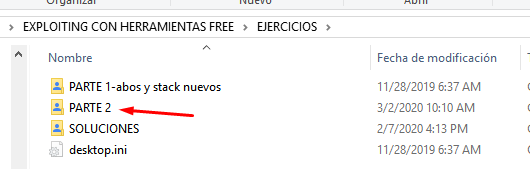 Organizar Nuevo Abrir
EXPLOITING CON HERRAMIENTAS FREE > EJERCICIOS >
Nombre Fecha de modificación
PARTE 1-abos y stack nuevos 11/28/2019 6:37 AM
PARTE 2 3/2/2020 10:10 AM
SOLUCIONES 2/7/2020 4:13 PM
desktop.ini 11/28/2019 6:37 AM